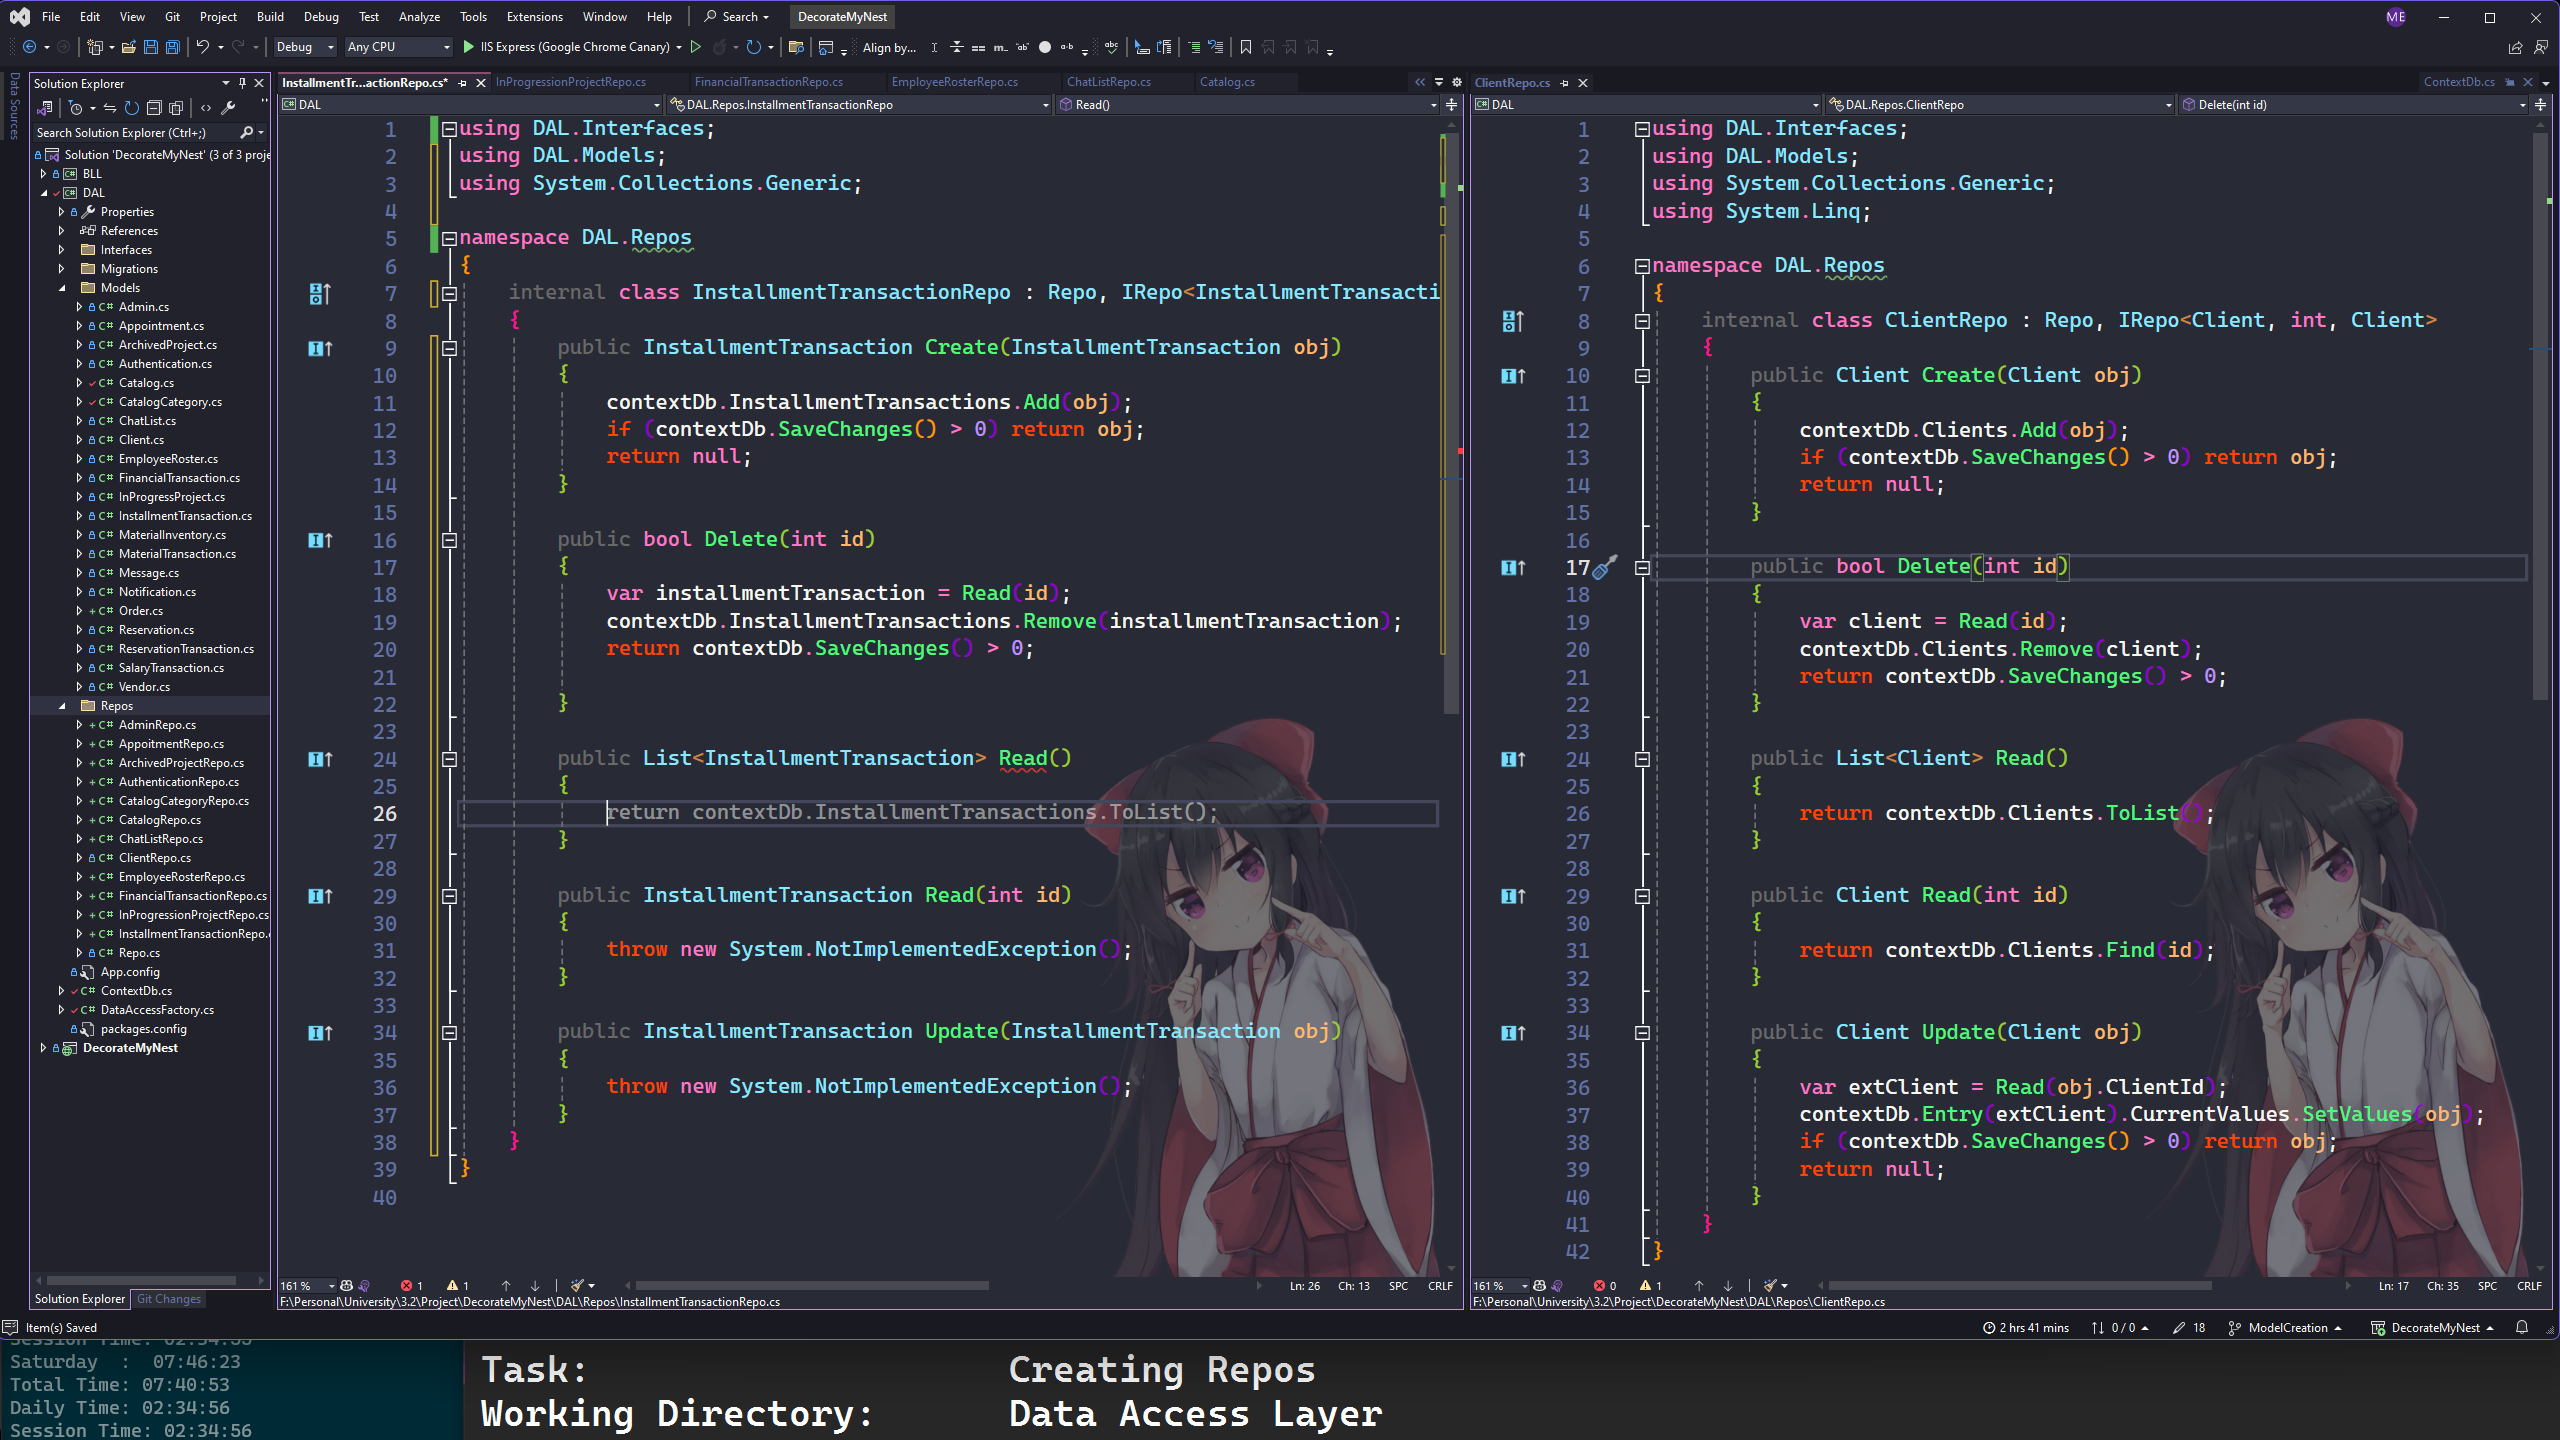 File Edit View Git Project Build Debug Test Analyze Tools Extensions Window Help Search DecorateMyNest ME
Debug Any CPU IIS Express (Google Chrome Canary) Align by...
Data Sources
Solution Explorer
Search Solution Explorer (Ctrl+;)
Solution 'DecorateMyNest' (3 of 3 proje
BLL
DAL
Properties
References
Interfaces
Migrations
Models
Admin.cs
Appointment.cs
ArchivedProject.cs
Authentication.cs
Catalog.cs
CatalogCategory.cs
ChatList.cs
Client.cs
EmployeeRoster.cs
FinancialTransaction.cs
InProgressProject.cs
InstallmentTransaction.cs
MaterialInventory.cs
MaterialTransaction.cs
Message.cs
Notification.cs
Order.cs
Reservation.cs
ReservationTransaction.cs
SalaryTransaction.cs
Vendor.cs
Repos
AdminRepo.cs
AppoitmentRepo.cs
ArchivedProjectRepo.cs
AuthenticationRepo.cs
CatalogCategoryRepo.cs
CatalogRepo.cs
ChatListRepo.cs
ClientRepo.cs
EmployeeRosterRepo.cs
FinancialTransactionRepo.cs
InProgressionProjectRepo.cs
InstallmentTransactionRepo.
Repo.cs
App.config
ContextDb.cs
DataAccessFactory.cs
packages.config
DecorateMyNest
Solution Explorer Git Changes
InstallmentTr...actionRepo.cs* InProgressionProjectRepo.cs FinancialTransactionRepo.cs EmployeeRosterRepo.cs ChatListRepo.cs Catalog.cs
DAL DAL.Repos.InstallmentTransactionRepo Read()
1 using DAL.Interfaces;
2 using DAL.Models;
3 using System.Collections.Generic;
4
5 namespace DAL.Repos
6 {
7 internal class InstallmentTransactionRepo : Repo, IRepo<InstallmentTransacti
8 {
9 public InstallmentTransaction Create(InstallmentTransaction obj)
10 {
11 contextDb.InstallmentTransactions.Add(obj);
12 if (contextDb.SaveChanges() > 0) return obj;
13 return null;
14 }
15
16 public bool Delete(int id)
17 {
18 var installmentTransaction = Read(id);
19 contextDb.InstallmentTransactions.Remove(installmentTransaction);
20 return contextDb.SaveChanges() > 0;
21
22 }
23
24 public List<InstallmentTransaction> Read()
25 {
26 return contextDb.InstallmentTransactions.ToList();
27 }
28
29 public InstallmentTransaction Read(int id)
30 {
31 throw new System.NotImplementedException();
32 }
33
34 public InstallmentTransaction Update(InstallmentTransaction obj)
35 {
36 throw new System.NotImplementedException();
37 }
38 }
39 }
40
161 % 1 1 Ln: 26 Ch: 13 SPC CRLF
F:\Personal\University\3.2\Project\DecorateMyNest\DAL\Repos\InstallmentTransactionRepo.cs
ClientRepo.cs ContextDb.cs
DAL DAL.Repos.ClientRepo Delete(int id)
1 using DAL.Interfaces;
2 using DAL.Models;
3 using System.Collections.Generic;
4 using System.Linq;
5
6 namespace DAL.Repos
7 {
8 internal class ClientRepo : Repo, IRepo<Client, int, Client>
9 {
10 public Client Create(Client obj)
11 {
12 contextDb.Clients.Add(obj);
13 if (contextDb.SaveChanges() > 0) return obj;
14 return null;
15 }
16
17 public bool Delete(int id)
18 {
19 var client = Read(id);
20 contextDb.Clients.Remove(client);
21 return contextDb.SaveChanges() > 0;
22 }
23
24 public List<Client> Read()
25 {
26 return contextDb.Clients.ToList();
27 }
28
29 public Client Read(int id)
30 {
31 return contextDb.Clients.Find(id);
32 }
33
34 public Client Update(Client obj)
35 {
36 var extClient = Read(obj.ClientId);
37 contextDb.Entry(extClient).CurrentValues.SetValues(obj);
38 if (contextDb.SaveChanges() > 0) return obj;
39 return null;
40 }
41 }
42 }
161 % 0 1 Ln: 17 Ch: 35 SPC CRLF
F:\Personal\University\3.2\Project\DecorateMyNest\DAL\Repos\ClientRepo.cs
Item(s) Saved 2 hrs 41 mins 0 / 0 18 ModelCreation DecorateMyNest
Saturday : 07:46:23
Total Time: 07:40:53
Daily Time: 02:34:56
Session Time: 02:34:56
Task: Creating Repos
Working Directory: Data Access Layer